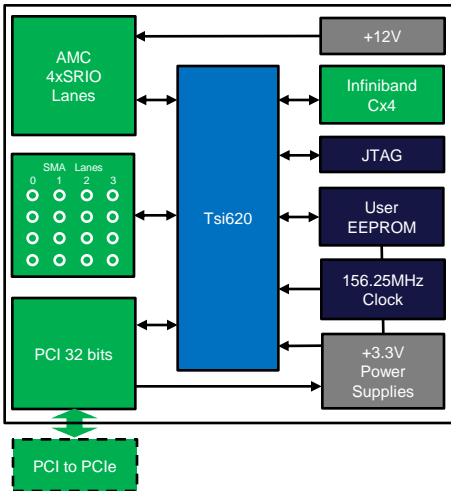 AMC
4xSRIO
Lanes
+12V
Infiniband
Cx4
JTAG
SMA Lanes
0 1 2 3
Tsi620
User
EEPROM
156.25MHz
Clock
PCI 32 bits
+3.3V
Power
Supplies
PCI to PCIe